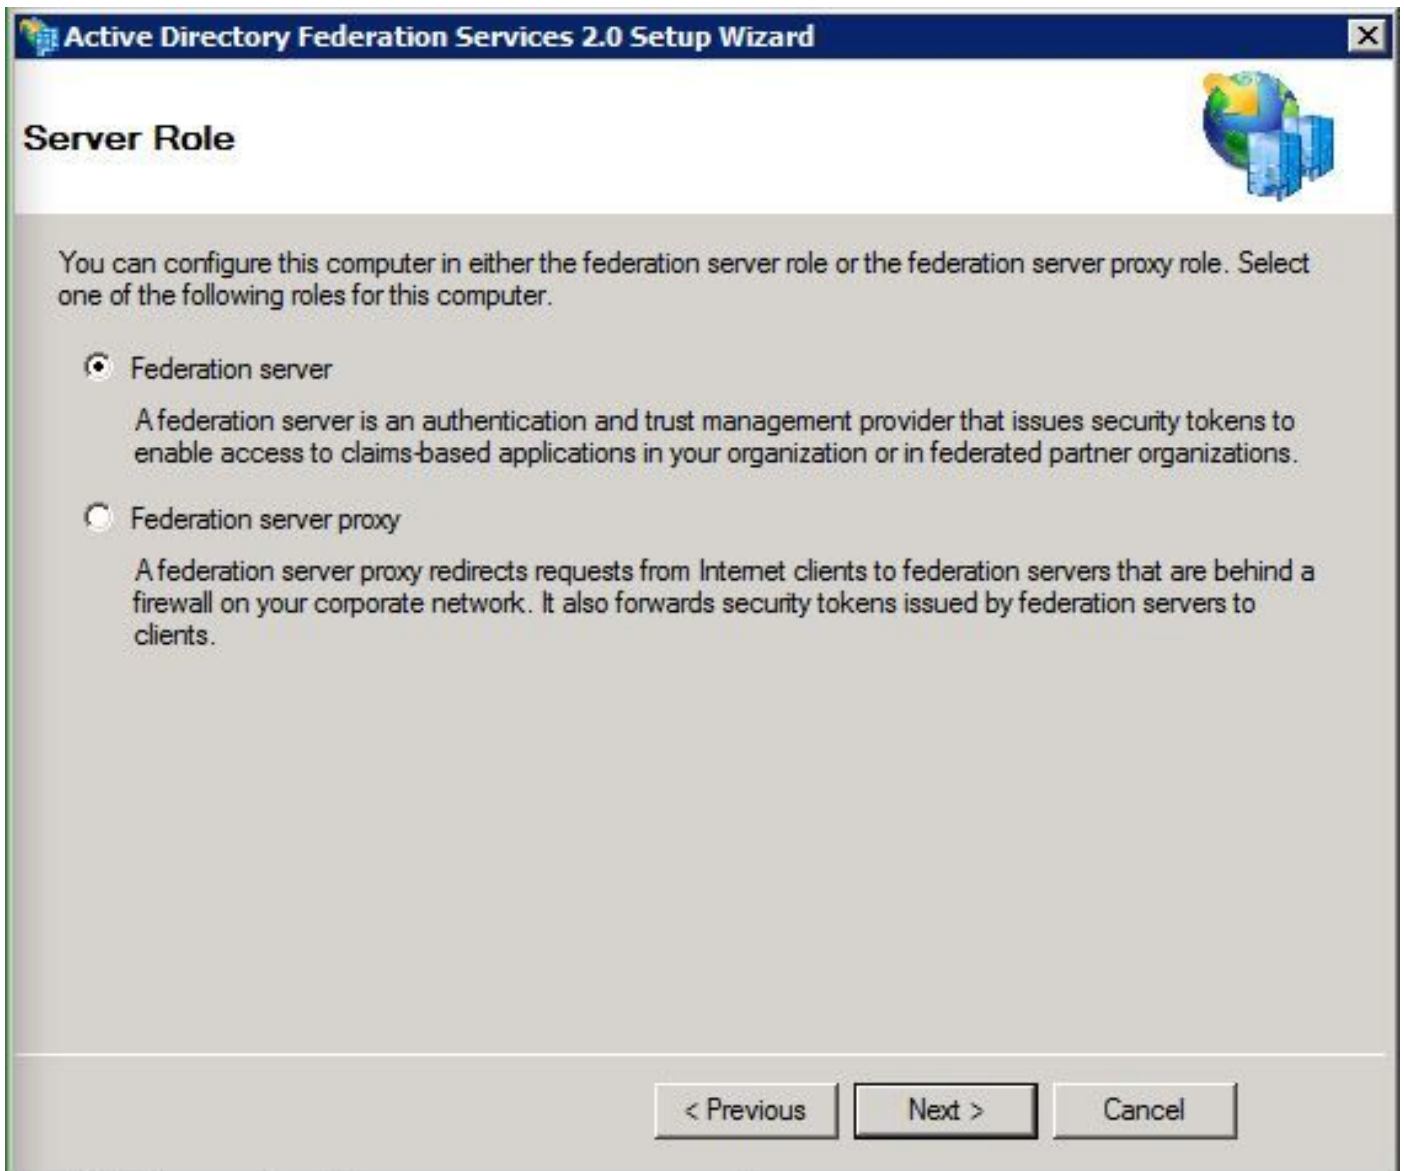 Active Directory Federation Services 2.0 Setup Wizard
Server Role
You can configure this computer in either the federation server role or the federation server proxy role. Select
one of the following roles for this computer.
Federation server
A federation server is an authentication and trust management provider that issues security tokens to
enable access to claims-based applications in your organization or in federated partner organizations.
Federation server proxy
A federation server proxy redirects requests from Internet clients to federation servers that are behind a
firewall on your corporate network. It also forwards security tokens issued by federation servers to
clients.
< Previous
Next >
Cancel